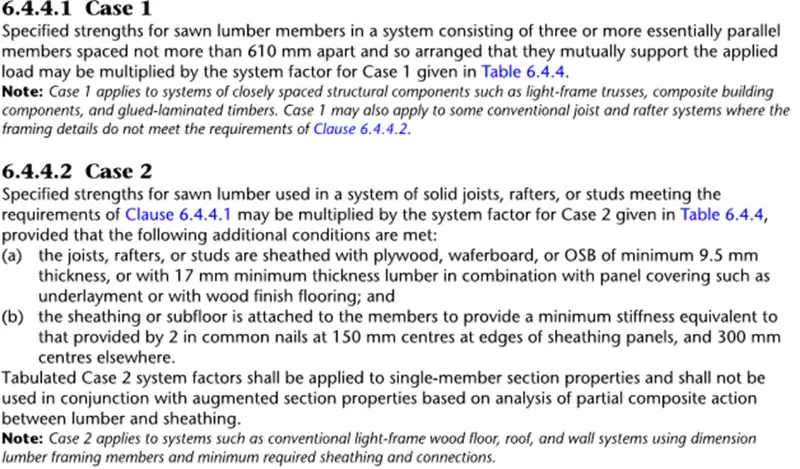 6.4.4.1 Case 1
Specified strengths for sawn lumber members in a system consisting of three or more essentially parallel
members spaced not more than 610 mm apart and so arranged that they mutually support the applied
load may be multiplied by the system factor for Case 1 given in Table 6.4.4.
Note: Case 1 applies to systems of closely spaced structural components such as light-frame trusses, composite building
components, and glued-laminated timbers. Case 1 may also apply to some conventional joist and rafter systems where the
framing details do not meet the requirements of Clause 6.4.4.2.
6.4.4.2 Case 2
Specified strengths for sawn lumber used in a system of solid joists, rafters, or studs meeting the
requirements of Clause 6.4.4.1 may be multiplied by the system factor for Case 2 given in Table 6.4.4,
provided that the following additional conditions are met:
(a) the joists, rafters, or studs are sheathed with plywood, waferboard, or OSB of minimum 9.5 mm
thickness, or with 17 mm minimum thickness lumber in combination with panel covering such as
underlayment or with wood finish flooring; and
(b) the sheathing or subfloor is attached to the members to provide a minimum stiffness equivalent to
that provided by 2 in common nails at 150 mm centres at edges of sheathing panels, and 300 mm
centres elsewhere.
Tabulated Case 2 system factors shall be applied to single-member section properties and shall not be
used in conjunction with augmented section properties based on analysis of partial composite action
between lumber and sheathing.
Note: Case 2 applies to systems such as conventional light-frame wood floor, roof, and wall systems using dimension
lumber framing members and minimum required sheathing and connections.